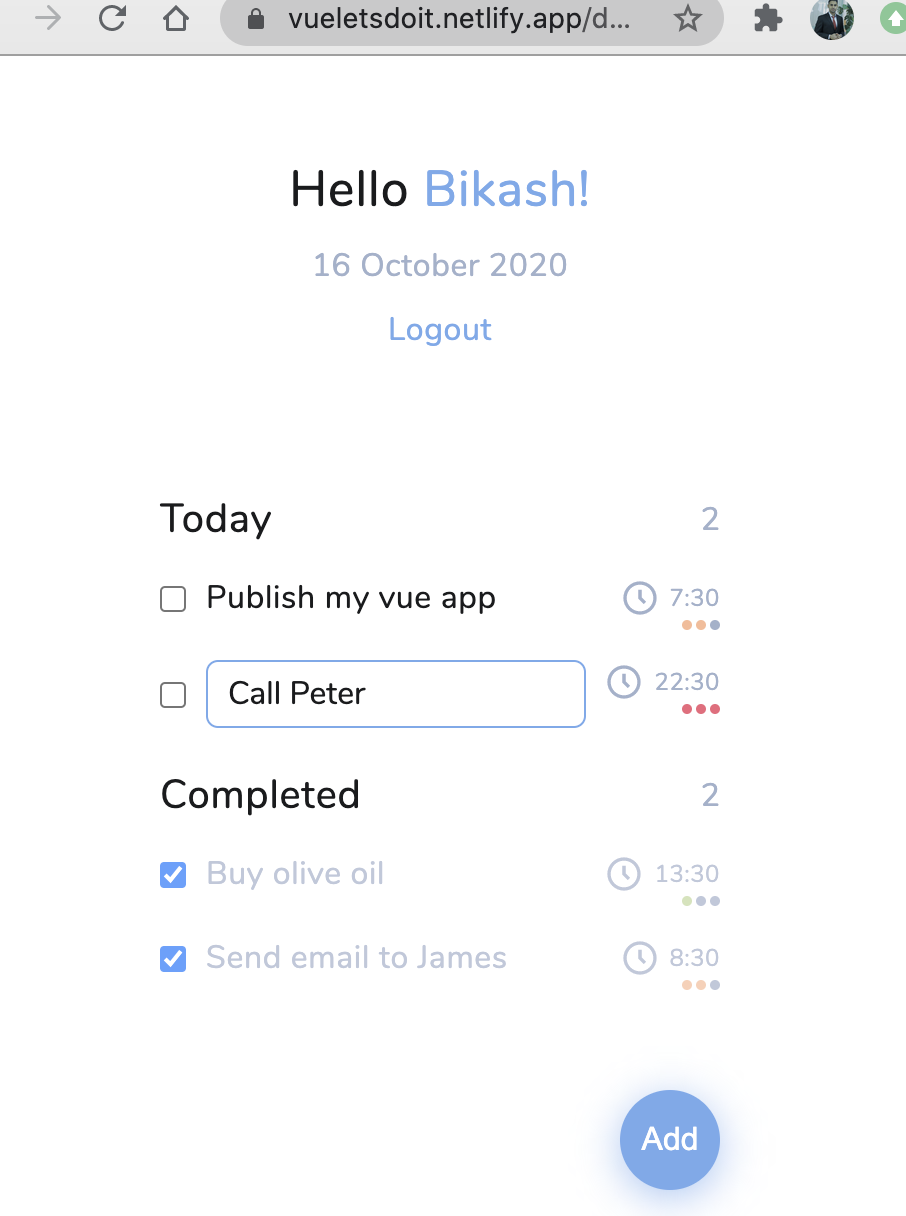 vueletsdoit.netlify.app/d...
Hello Bikash!
16 October 2020
Logout
Today 2
Publish my vue app 7:30
Call Peter 22:30
Completed 2
Buy olive oil 13:30
Send email to James 8:30
Add